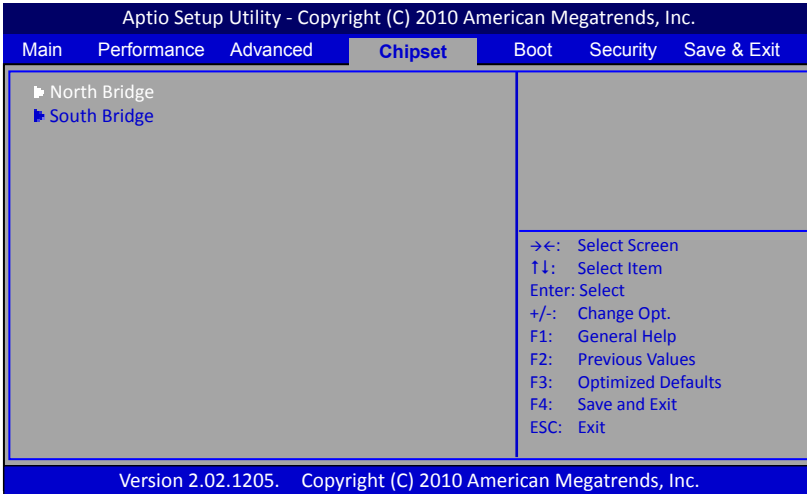 Aptio Setup Utility - Copyright (C) 2010 American Megatrends, Inc.
Main Performance Advanced Chipset Boot Security Save & Exit
North Bridge
South Bridge
→←: Select Screen
↑↓: Select Item
Enter: Select
+/-: Change Opt.
F1: General Help
F2: Previous Values
F3: Optimized Defaults
F4: Save and Exit
ESC: Exit
Version 2.02.1205. Copyright (C) 2010 American Megatrends, Inc.